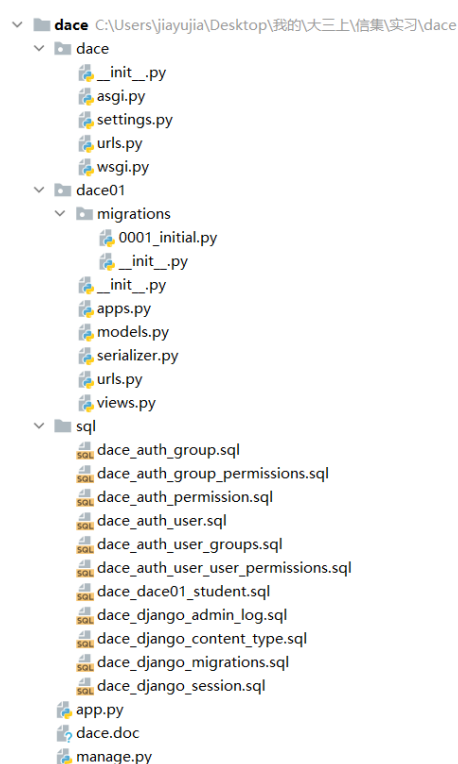 dace C:\Users\jiayujia\Desktop\我的\大三上\信集\实习\dace
dace
__init__.py
asgi.py
settings.py
urls.py
wsgi.py
dace01
migrations
0001_initial.py
__init__.py
__init__.py
apps.py
models.py
serializer.py
urls.py
views.py
sql
dace_auth_group.sql
dace_auth_group_permissions.sql
dace_auth_permission.sql
dace_auth_user.sql
dace_auth_user_groups.sql
dace_auth_user_user_permissions.sql
dace_dace01_student.sql
dace_django_admin_log.sql
dace_django_content_type.sql
dace_django_migrations.sql
dace_django_session.sql
app.py
dace.doc
manage.py